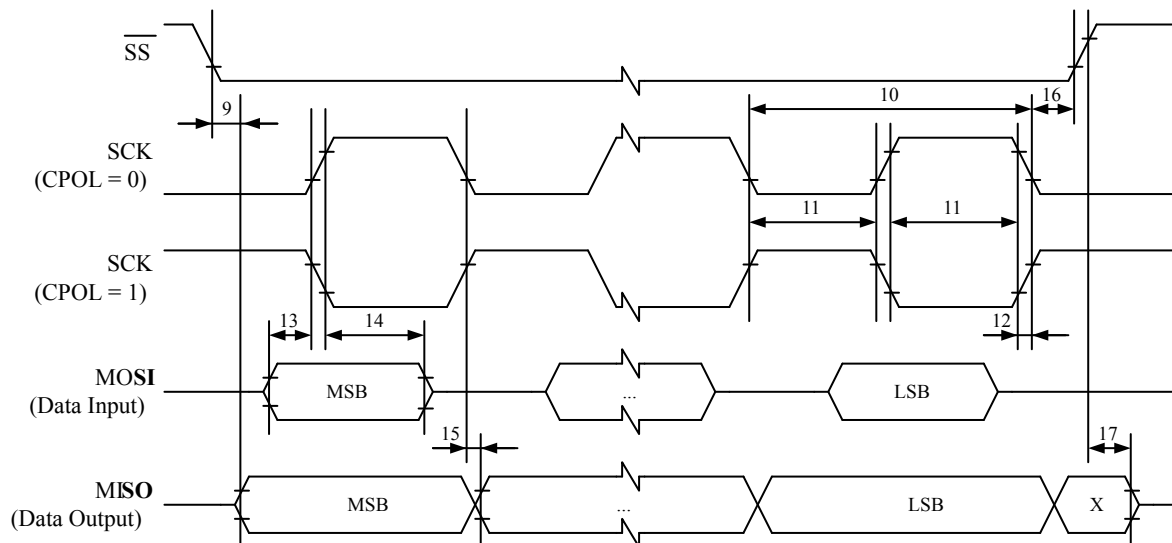 SS
9
10
16
SCK
(CPOL = 0)
11
11
SCK
(CPOL = 1)
13
14
12
MOSI
(Data Input)
MSB
...
LSB
15
17
MISO
(Data Output)
MSB
...
LSB
X